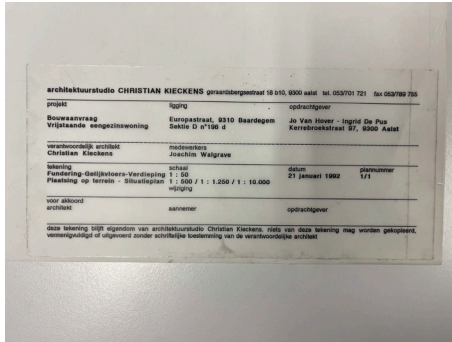 architektuurstudio CHRISTIAN KIECKENS geraardsbergsestraat 18 b10, 9300 aalst tel. 053/701 721 fax 053/789 755
projekt ligging opdrachtgever
Bouwaanvraag Europastraat, 9310 Baardegem Jo Van Hover - Ingrid De Pus
Vrijstaande eengezinswoning Sektie D n°196 d Kerrebroekstraat 97, 9300 Aalst
verantwoordelijk architekt medewerkers
Christian Kieckens Joachim Walgrave
tekening schaal datum plannummer
Fundering-Gelijkvloers-Verdieping 1 : 50 21 januari 1992 1/1
Plaatsing op terrein - Situatieplan 1 : 500 / 1 : 1.250 / 1 : 10.000
wijziging
voor akkoord
architekt aannemer opdrachtgever
deze tekening blijft eigendom van architektuurstudio Christian Kieckens. niets van deze tekening mag worden gekopieerd,
vermenigvuldigd of uitgevoerd zonder schriftelijke toestemming van de verantwoordelijke architekt